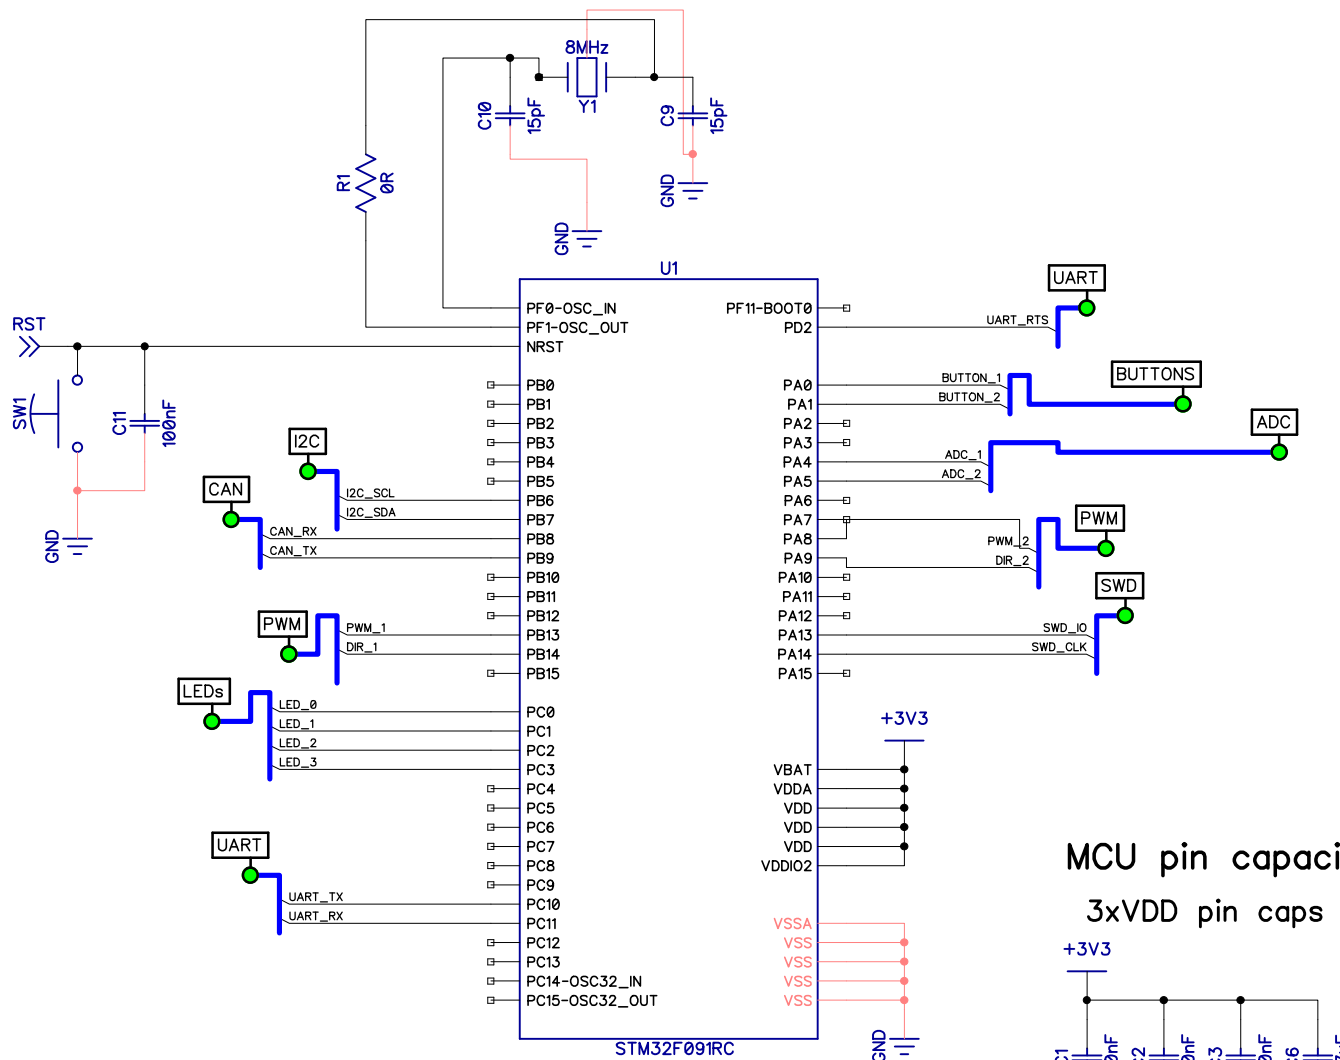 8MHz
Y1
C10
15pF
C9
15pF
R1
0R
GND
GND
U1
RST
SW1
C11
100nF
GND
PF0-OSC_IN
PF1-OSC_OUT
NRST
PB0
PB1
PB2
PB3
PB4
PB5
PB6
PB7
PB8
PB9
PB10
PB11
PB12
PB13
PB14
PB15
PC0
PC1
PC2
PC3
PC4
PC5
PC6
PC7
PC8
PC9
PC10
PC11
PC12
PC13
PC14-OSC32_IN
PC15-OSC32_OUT
I2C
I2C_SCL
I2C_SDA
CAN
CAN_RX
CAN_TX
PWM
PWM_1
DIR_1
LEDs
LED_0
LED_1
LED_2
LED_3
UART
UART_TX
UART_RX
PF11-BOOT0
PD2
PA0
PA1
PA2
PA3
PA4
PA5
PA6
PA7
PA8
PA9
PA10
PA11
PA12
PA13
PA14
PA15
VBAT
VDDA
VDD
VDD
VDD
VDDIO2
VSSA
VSS
VSS
VSS
VSS
STM32F091RC
UART
UART_RTS
BUTTONS
BUTTON_1
BUTTON_2
ADC
ADC_1
ADC_2
PWM
PWM_2
DIR_2
SWD
SWD_IO
SWD_CLK
+3V3
GND
MCU pin capaci
3xVDD pin caps
+3V3